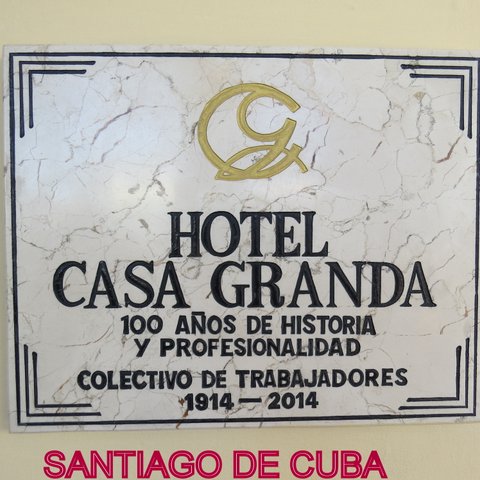 HOTEL
CASA GRANDA
100 AÑOS DE HISTORIA
Y PROFESIONALIDAD
COLECTIVO DE TRABAJADORES
1914 — 2014
SANTIAGO DE CUBA